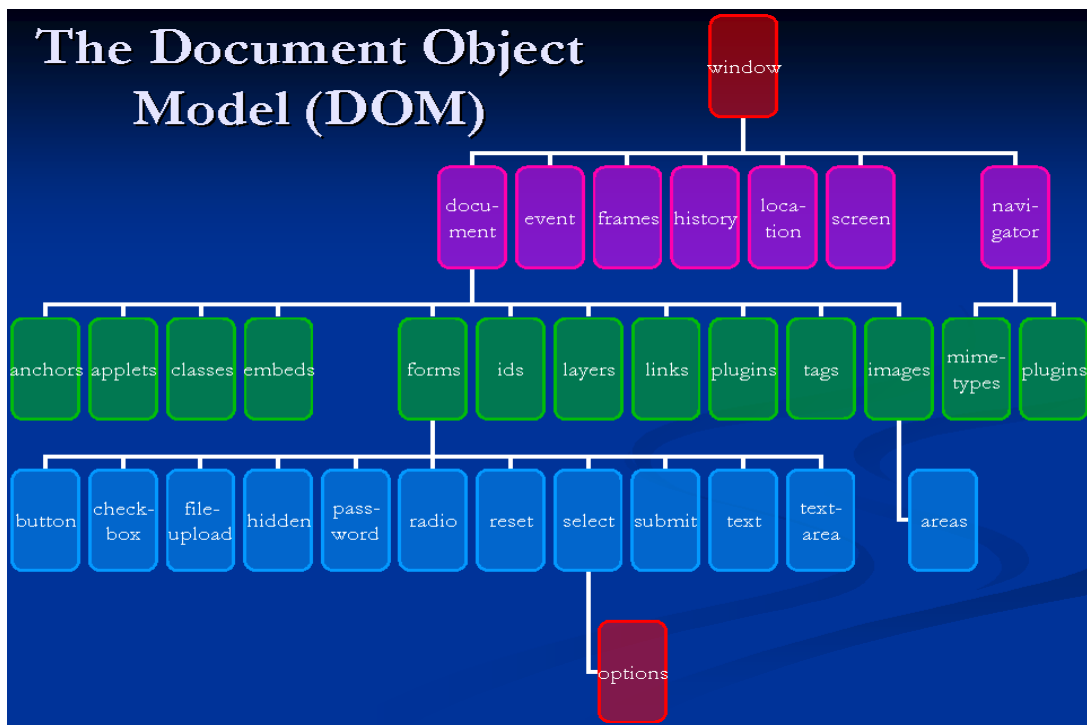 The Document Object
Model (DOM)
window
docu-
ment
event
frames
history
loca-
tion
screen
navi-
gator
anchors
applets
classes
embeds
forms
ids
layers
links
plugins
tags
images
mime-
types
plugins
button
check-
box
file-
upload
hidden
pass-
word
radio
reset
select
submit
text
text-
area
areas
options